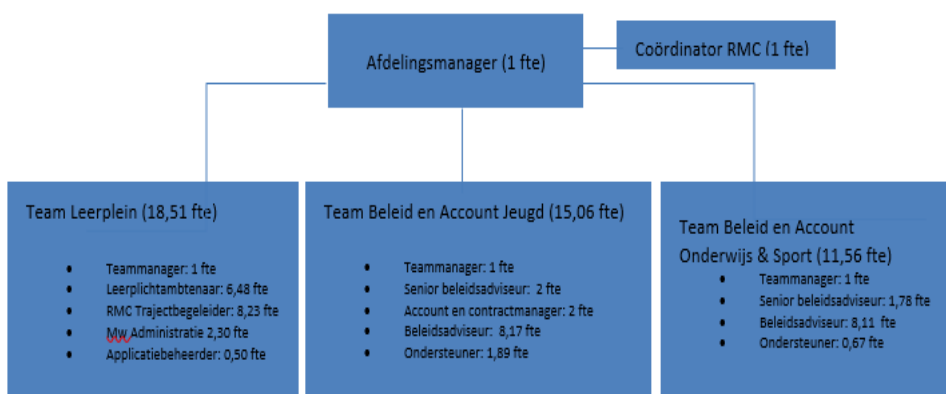 Afdelingsmanager (1 fte)
Coördinator RMC (1 fte)
Team Leerplein (18,51 fte)
• Teammanager: 1 fte
• Leerplichtambtenaar: 6,48 fte
• RMC Trajectbegeleider: 8,23 fte
• Mw Administratie 2,30 fte
• Applicatiebeheerder: 0,50 fte
Team Beleid en Account Jeugd (15,06 fte)
• Teammanager: 1 fte
• Senior beleidsadviseur: 2 fte
• Account en contractmanager: 2 fte
• Beleidsadviseur: 8,17 fte
• Ondersteuner: 1,89 fte
Team Beleid en Account
Onderwijs & Sport (11,56 fte)
• Teammanager: 1 fte
• Senior beleidsadviseur: 1,78 fte
• Beleidsadviseur: 8,11 fte
• Ondersteuner: 0,67 fte